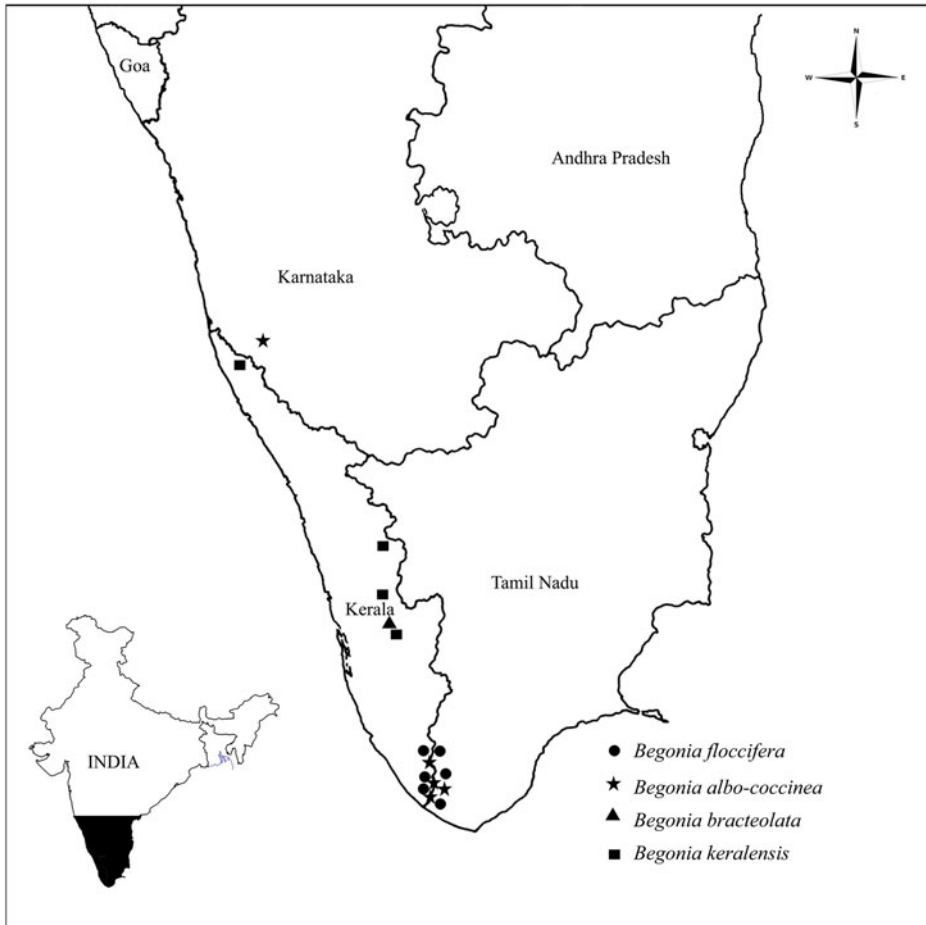 N
W
E
S
Goa
Andhra Pradesh
Karnataka
Tamil Nadu
Kerala
INDIA
Begonia floccifera
Begonia albo-coccinea
Begonia bracteolata
Begonia keralensis